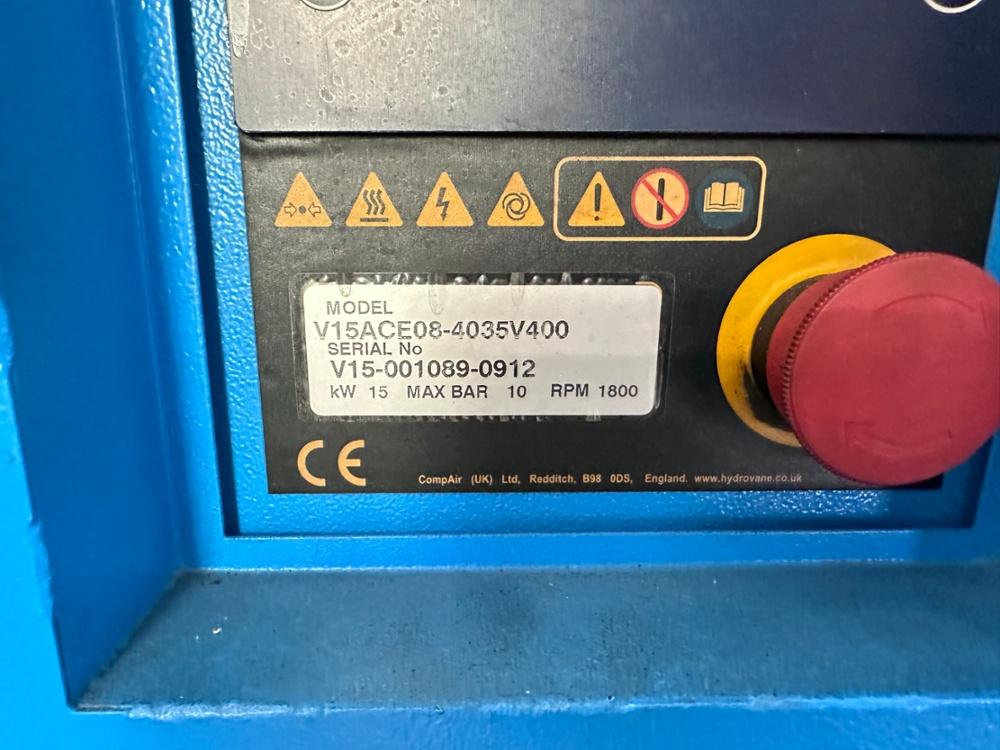 MODEL
V15ACE08-4035V400
SERIAL No
V15-001089-0912
kW 15 MAX BAR 10 RPM 1800
CE
CompAir (UK) Ltd, Redditch, B98 0DS, England. www.hydrovane.co.uk